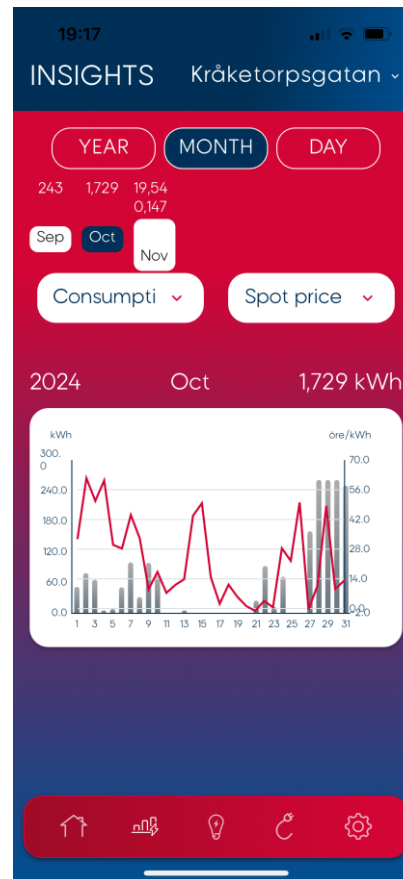 19:17
INSIGHTS Kråketorpsgatan
YEAR MONTH DAY
243 1,729 19,54
0,147
Sep Oct Nov
Consumpti Spot price
2024 Oct 1,729 kWh
kWh öre/kWh
300.
0 70.0
240.0 56.0
180.0 42.0
120.0 28.0
60.0 14.0
0.0 0.0
-2.0
1 3 5 7 9 11 13 15 17 19 21 23 25 27 29 31